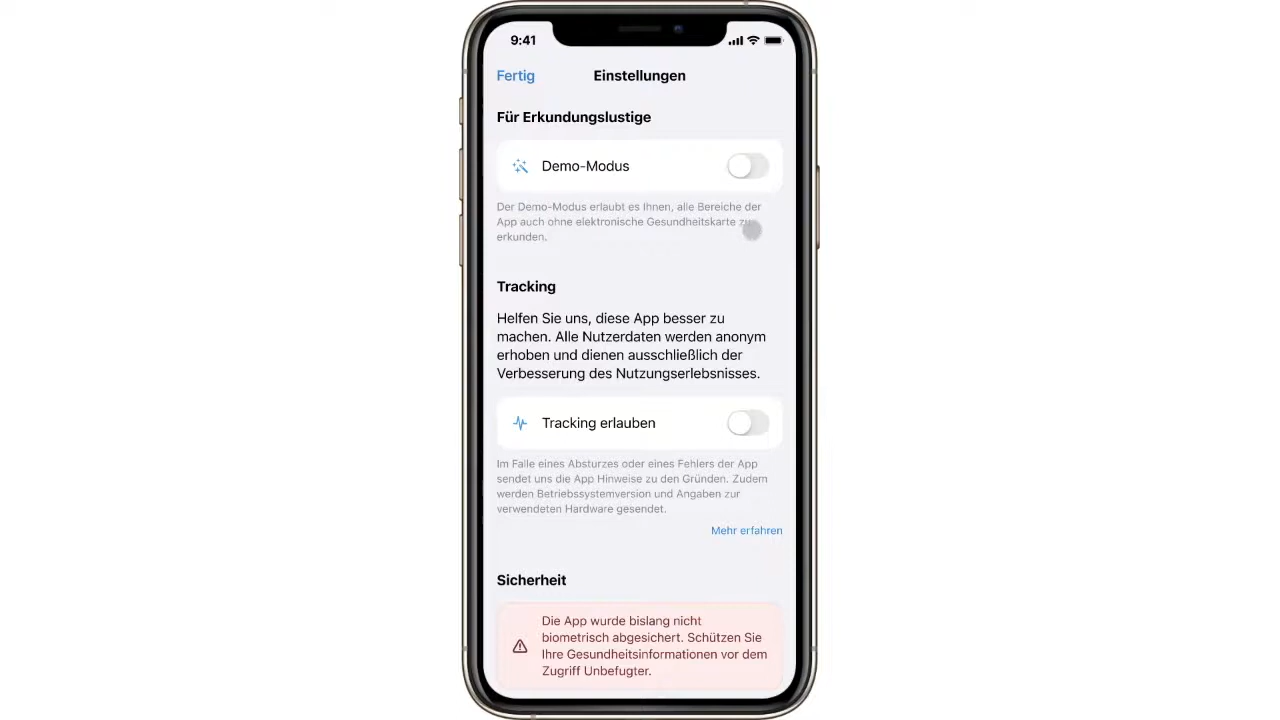 9:41
Fertig
Einstellungen
Für Erkundungslustige
Demo-Modus
Der Demo-Modus erlaubt es Ihnen, alle Bereiche der
App auch ohne elektronische Gesundheitskarte zu
erkunden.
Tracking
Helfen Sie uns, diese App besser zu
machen. Alle Nutzerdaten werden anonym
erhoben und dienen ausschließlich der
Verbesserung des Nutzungserlebsnisses.
Tracking erlauben
Im Falle eines Absturzes oder eines Fehlers der App
sendet uns die App Hinweise zu den Gründen. Zudem
werden Betriebssystemversion und Angaben zur
verwendeten Hardware gesendet.
Mehr erfahren
Sicherheit
Die App wurde bislang nicht
biometrisch abgesichert. Schützen Sie
Ihre Gesundheitsinformationen vor dem
Zugriff Unbefugter.